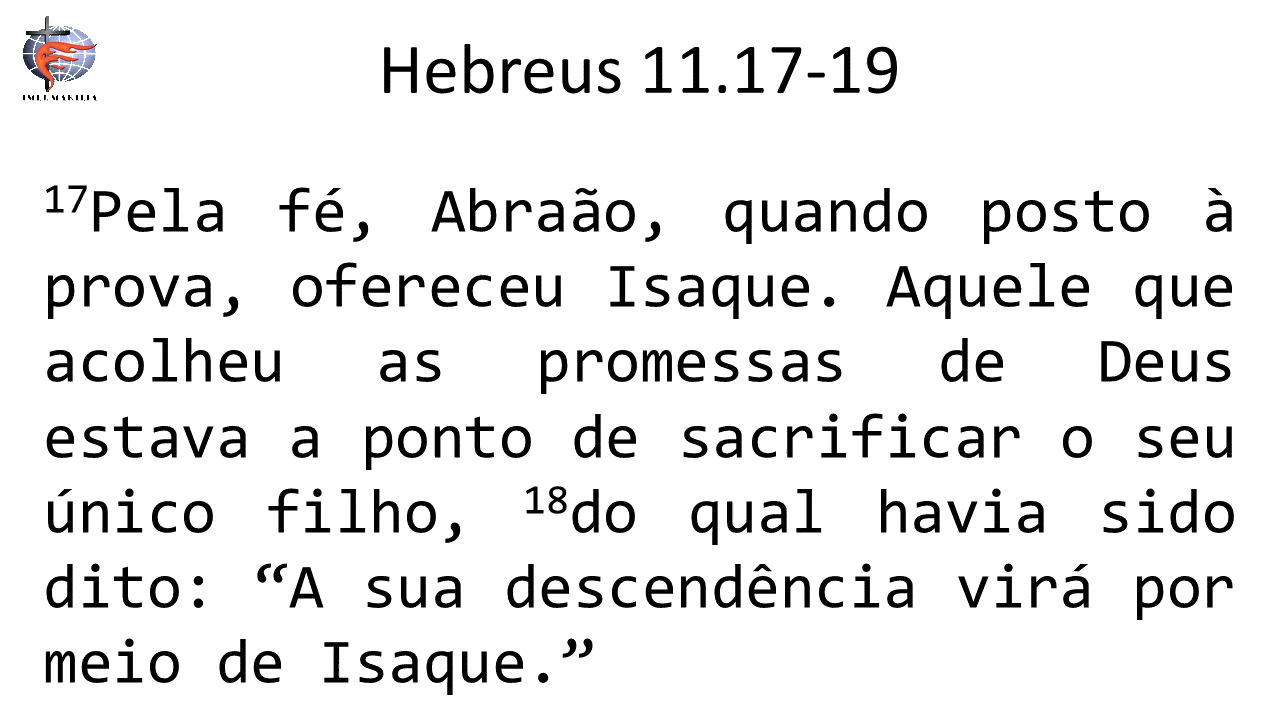 Hebreus 11.17-19
17Pela fé, Abraão, quando posto à
prova, ofereceu Isaque. Aquele que
acolheu as promessas de Deus
estava a ponto de sacrificar o seu
único filho, 18do qual havia sido
dito: “A sua descendência virá por
meio de Isaque.”